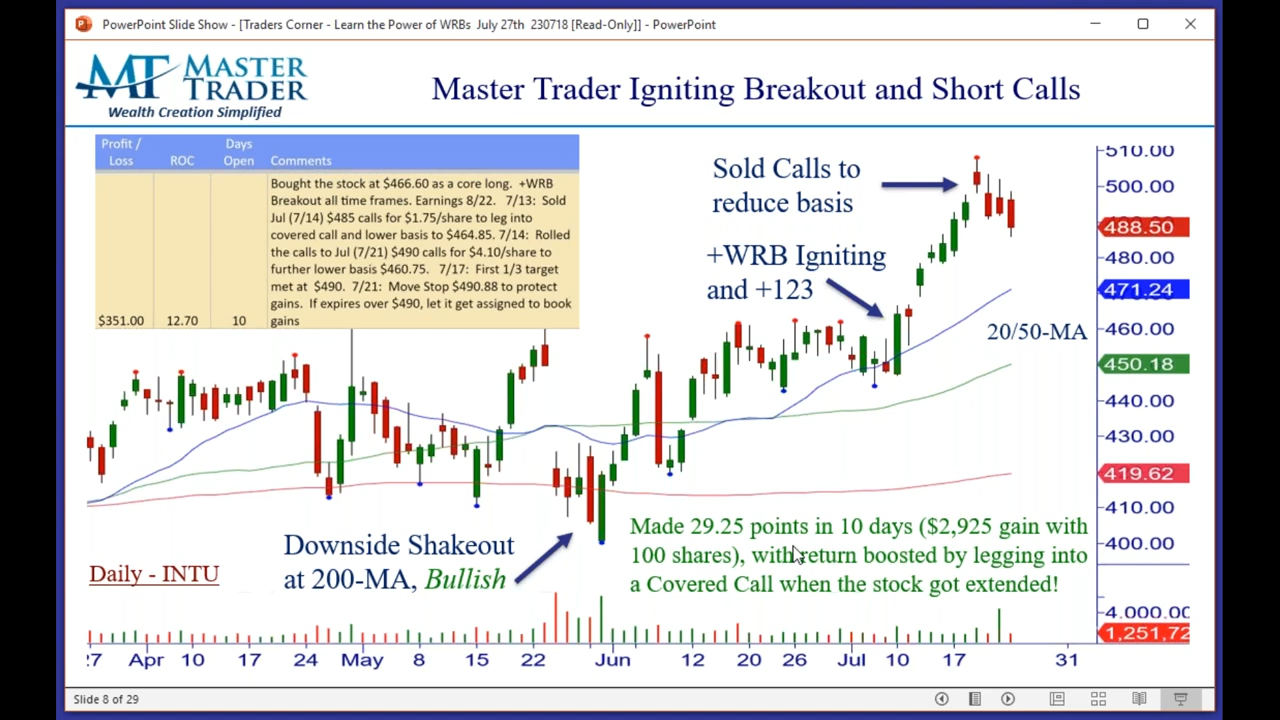 PowerPoint Slide Show - [Traders Corner - Learn the Power of WRBs July 27th 230718 [Read-Only]] - PowerPoint
MT MASTER TRADER
Wealth Creation Simplified
Master Trader Igniting Breakout and Short Calls
Profit / Loss
ROC
Days Open
Comments
$351.00
12.70
10
Bought the stock at $466.60 as a core long. +WRB
Breakout all time frames. Earnings 8/22. 7/13: Sold
Jul (7/14) $485 calls for $1.75/share to leg into
covered call and lower basis to $464.85. 7/14: Rolled
the calls to Jul (7/21) $490 calls for $4.10/share to
further lower basis $460.75. 7/17: First 1/3 target
met at $490. 7/21: Move Stop $490.88 to protect
gains. If expires over $490, let it get assigned to book
gains
Sold Calls to
reduce basis
+WRB Igniting
and +123
20/50-MA
510.00
500.00
488.50
480.00
471.24
460.00
450.18
440.00
430.00
419.62
410.00
400.00
4.000.00
1,251,72
Downside Shakeout
at 200-MA, Bullish
Made 29.25 points in 10 days ($2,925 gain with
100 shares), with return boosted by legging into
a Covered Call when the stock got extended!
Daily - INTU
27 Apr 10 17 24 May 8 15 22 Jun 12 20 26 Jul 10 17 31
Slide 8 of 29